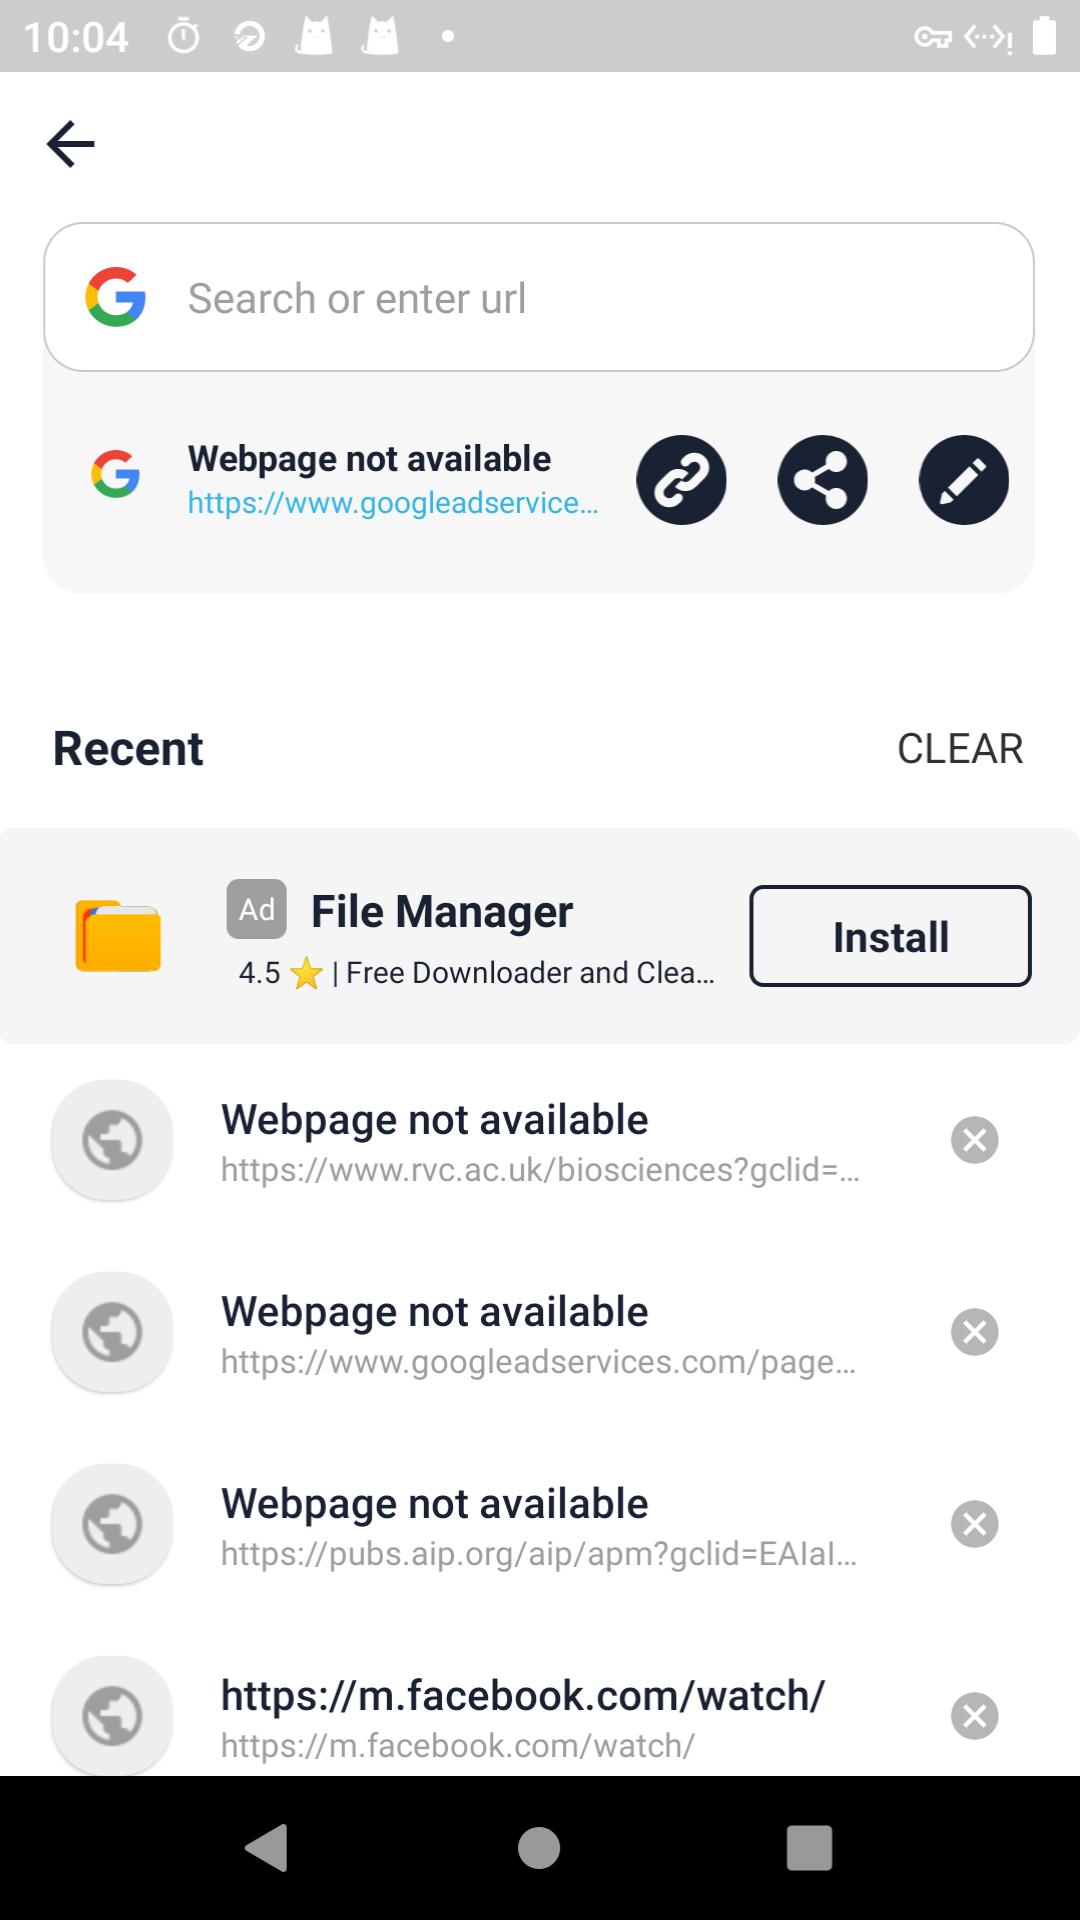 10:04
Search or enter url
Webpage not available
https://www.googleadservice...
Recent
CLEAR
Ad File Manager
4.5 ⭐ | Free Downloader and Clea...
Install
Webpage not available
https://www.rvc.ac.uk/biosciences?gclid=...
Webpage not available
https://www.googleadservices.com/page...
Webpage not available
https://pubs.aip.org/aip/apm?gclid=EAIaI...
https://m.facebook.com/watch/
https://m.facebook.com/watch/